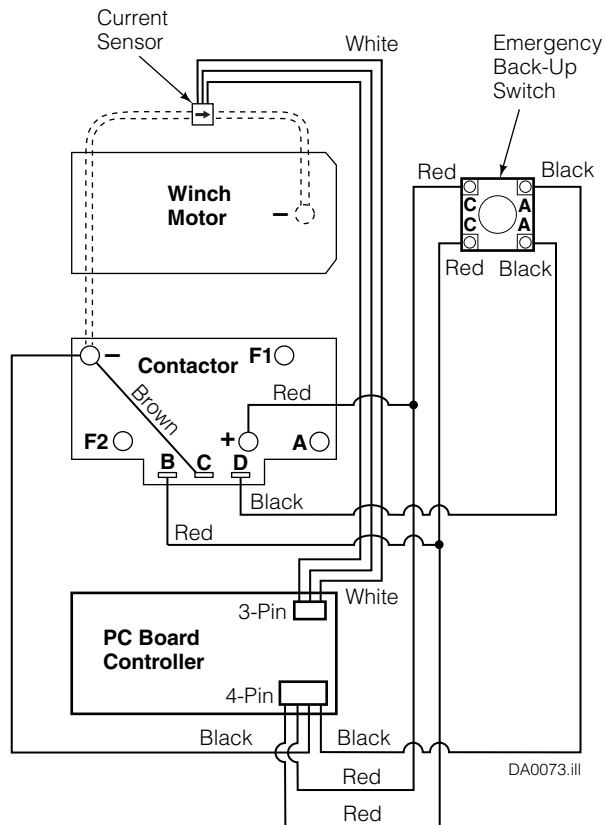 Current
Sensor
White
Emergency
Back-Up
Switch
Red
Black
C
A
C
A
Red
Black
Winch
Motor
–
–
Contactor
F1
Brown
Red
F2
+
A
B
C
D
Black
Red
White
3-Pin
PC Board
Controller
4-Pin
Black
Black
Red
DA0073.ill
Red